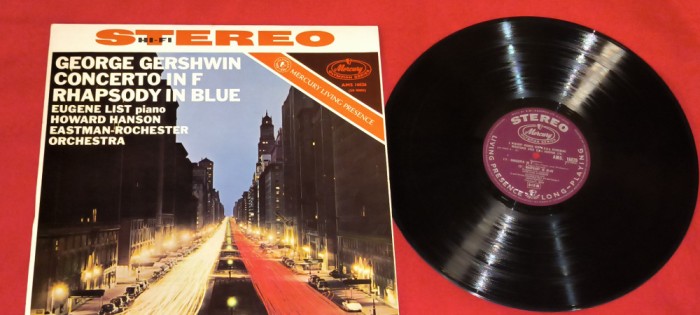 STEREO
HI-FI
GEORGE GERSHWIN
CONCERTO IN F
RHAPSODY IN BLUE
EUGENE LIST piano
HOWARD HANSON
EASTMAN-ROCHESTER
ORCHESTRA
Mercury
MERCURY LIVING PRESENCE
STEREO
Mercury
LIVING PRESENCE
LONG-PLAYING